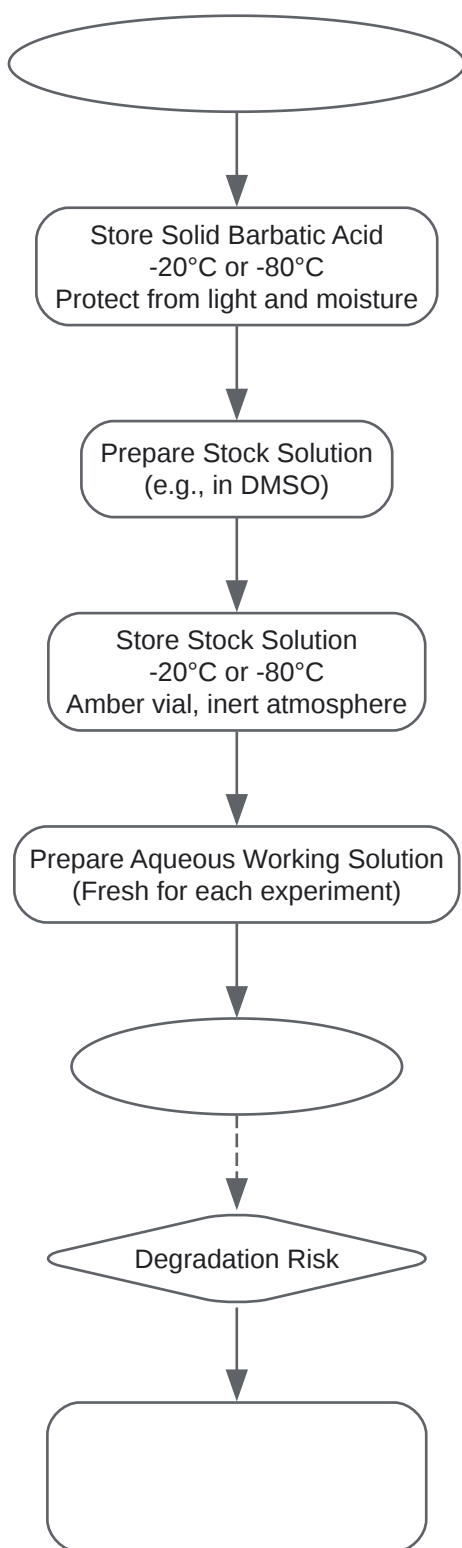 Store Solid Barbatic Acid
-20°C or -80°C
Protect from light and moisture
Prepare Stock Solution
(e.g., in DMSO)
Store Stock Solution
-20°C or -80°C
Amber vial, inert atmosphere
Prepare Aqueous Working Solution
(Fresh for each experiment)
Degradation Risk